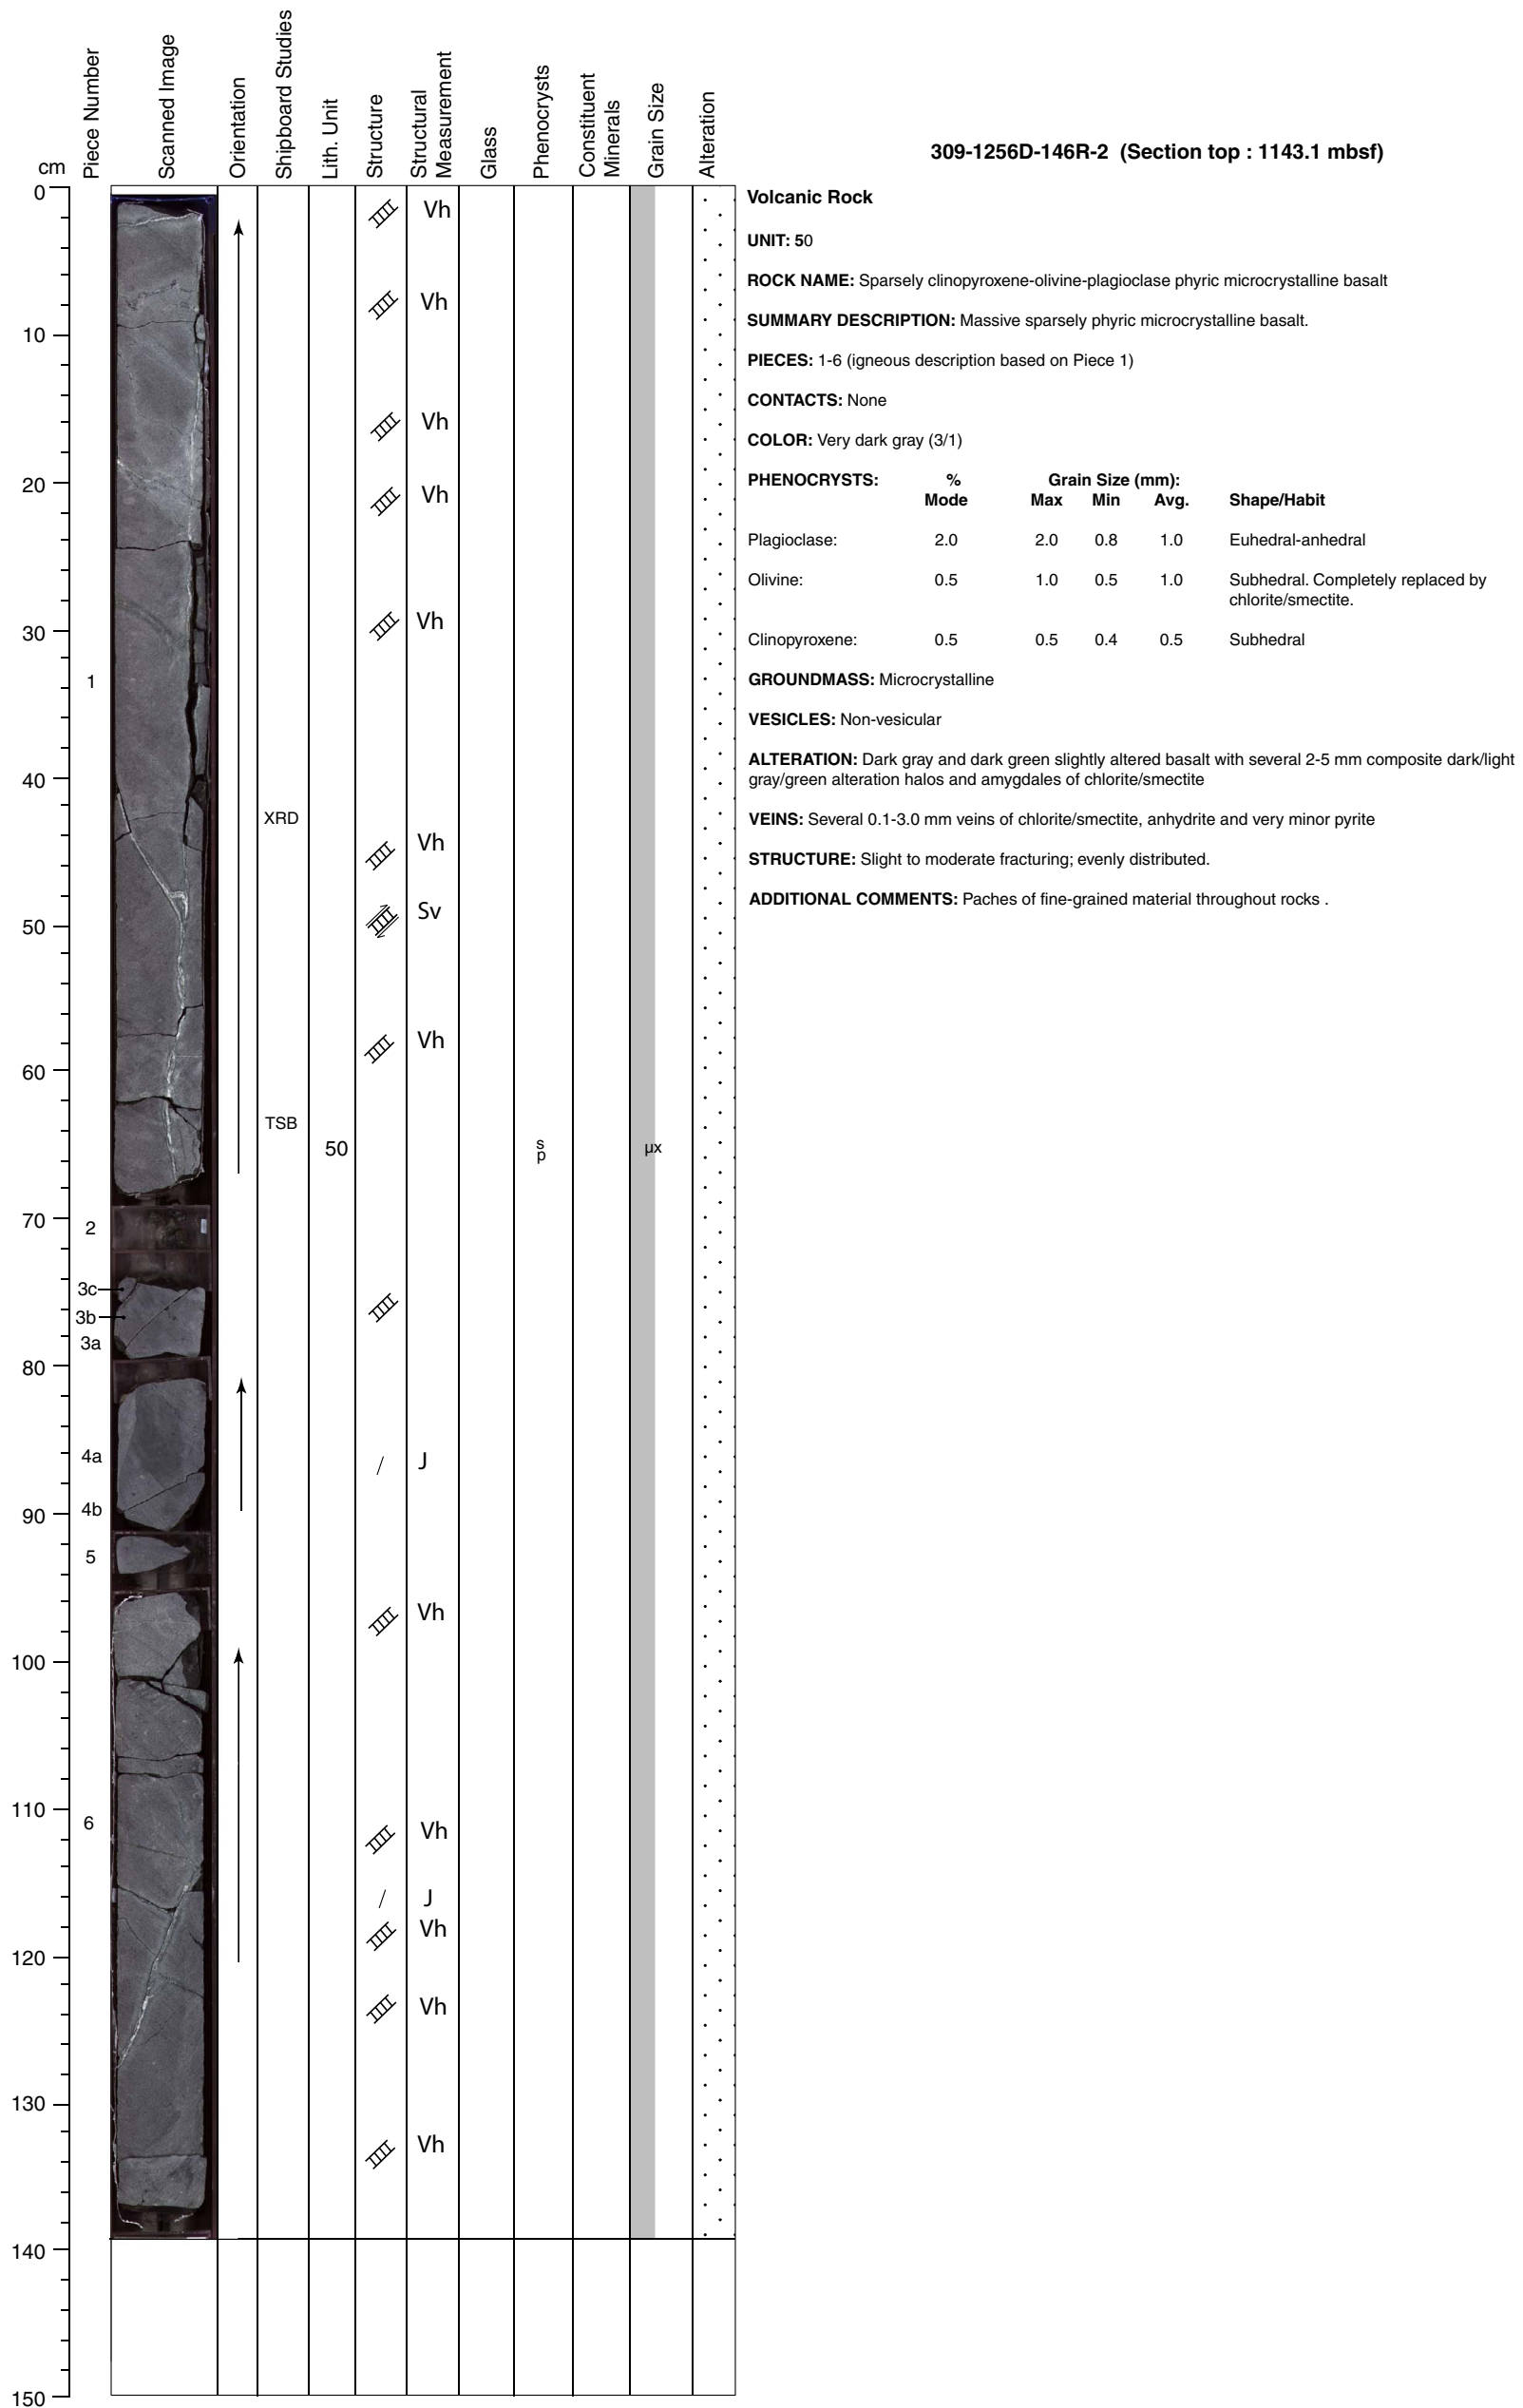 cm
Piece Number
Scanned Image
Orientation
Shipboard Studies
Lith. Unit
Structure
Structural
Measurement
Glass
Phenocrysts
Constituent
Minerals
Grain Size
Alteration
0
10
20
30
40
50
60
70
80
90
100
110
120
130
140
150
1
2
3c
3b
3a
4a
4b
5
6
XRD
TSB
50
Vh
Vh
Vh
Vh
Vh
Vh
Sv
Vh
J
Vh
Vh
J
Vh
Vh
Vh
s
p
µx
309-1256D-146R-2 (Section top : 1143.1 mbsf)
Volcanic Rock
UNIT: 50
ROCK NAME: Sparsely clinopyroxene-olivine-plagioclase phyric microcrystalline basalt
SUMMARY DESCRIPTION: Massive sparsely phyric microcrystalline basalt.
PIECES: 1-6 (igneous description based on Piece 1)
CONTACTS: None
COLOR: Very dark gray (3/1)
PHENOCRYSTS: % Grain Size (mm):
Mode Max Min Avg. Shape/Habit
Plagioclase: 2.0 2.0 0.8 1.0 Euhedral-anhedral
Olivine: 0.5 1.0 0.5 1.0 Subhedral. Completely replaced by
chlorite/smectite.
Clinopyroxene: 0.5 0.5 0.4 0.5 Subhedral
GROUNDMASS: Microcrystalline
VESICLES: Non-vesicular
ALTERATION: Dark gray and dark green slightly altered basalt with several 2-5 mm composite dark/light
gray/green alteration halos and amygdales of chlorite/smectite
VEINS: Several 0.1-3.0 mm veins of chlorite/smectite, anhydrite and very minor pyrite
STRUCTURE: Slight to moderate fracturing; evenly distributed.
ADDITIONAL COMMENTS: Paches of fine-grained material throughout rocks .